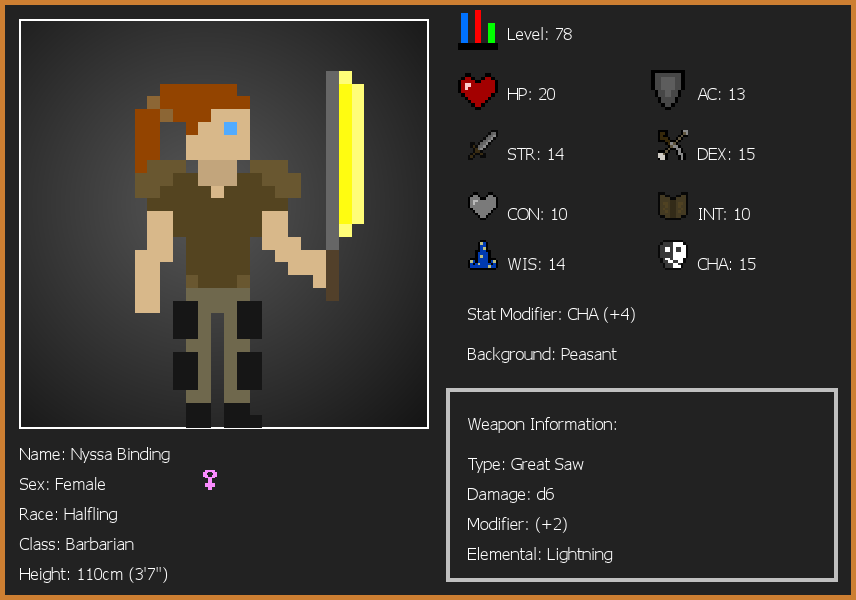 Level: 78
HP: 20
AC: 13
STR: 14
DEX: 15
CON: 10
INT: 10
WIS: 14
CHA: 15
Stat Modifier: CHA (+4)
Background: Peasant
Weapon Information:
Type: Great Saw
Damage: d6
Modifier: (+2)
Elemental: Lightning
Name: Nyssa Binding
Sex: Female
Race: Halfling
Class: Barbarian
Height: 110cm (3'7")